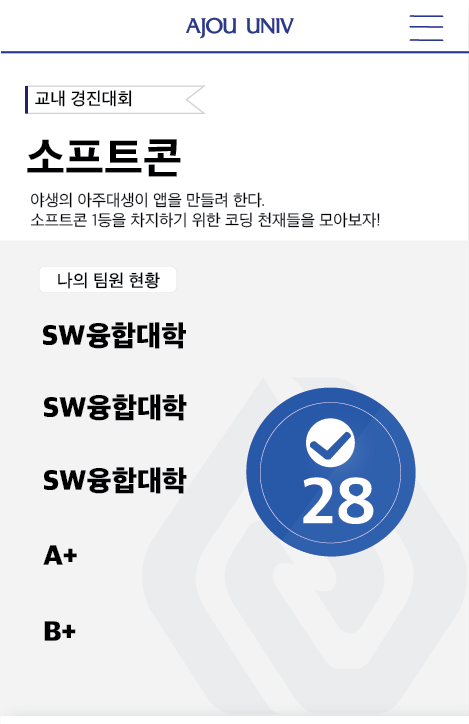 AJOU UNIV
교내 경진대회
소프트콘
야생의 아주대생이 앱을 만들려 한다.
소프트콘 1등을 차지하기 위한 코딩 천재들을 모아보자!
나의 팀원 현황
SW융합대학
SW융합대학
SW융합대학
28
A+
B+